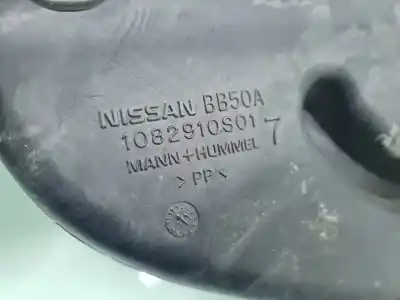 NISSAN BB50A
1082910S01 7
MANN+HUMMEL
>PP<